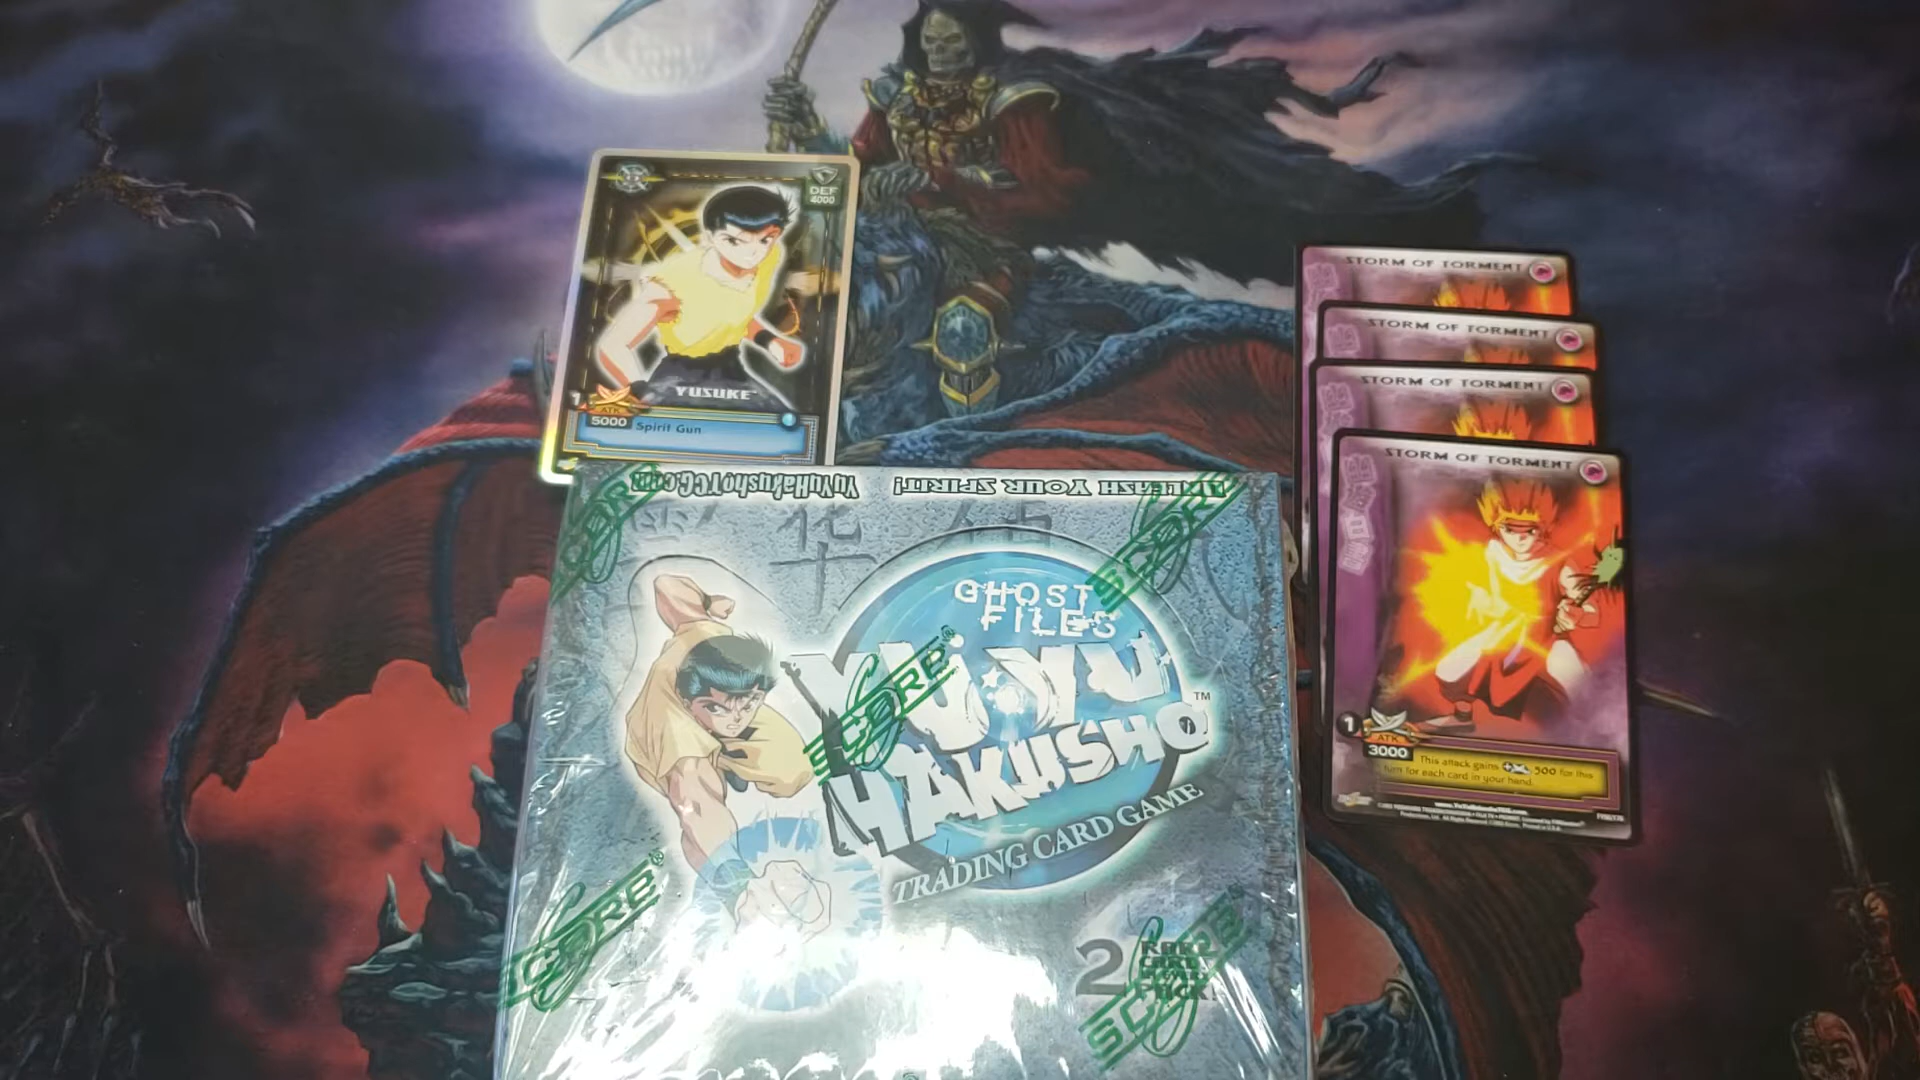 DEF
4000
YUSUKE
1
ATK
5000
Spirit Gun
STORM OF TORMENT
STORM OF TORMENT
STORM OF TORMENT
STORM OF TORMENT
1
ATK
3000
This attack gains + 500 for this
turn for each card in your hand.
YuYuHakushoTCG.com
UNLEASH YOUR SPIRIT!
SCORE
SCORE
GHOST
FILES
YU YU
HAKUSHO™
TRADING CARD GAME
SCORE®
SCORE®
2
SCORE